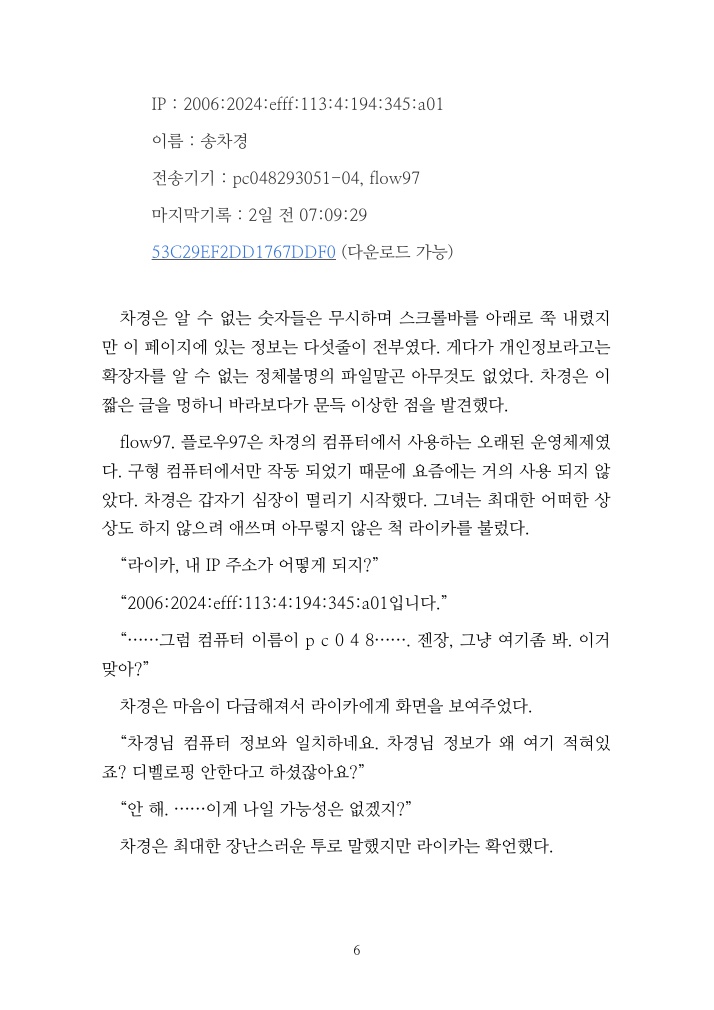 IP : 2006:2024:efff:113:4:194:345:a01
이름 : 송차경
전송기기 : pc048293051-04, flow97
마지막기록 : 2일 전 07:09:29
53C29EF2DD1767DDF0 (다운로드 가능)
차경은 알 수 없는 숫자들은 무시하며 스크롤바를 아래로 쭉 내렸지
만 이 페이지에 있는 정보는 다섯줄이 전부였다. 게다가 개인정보라고는
확장자를 알 수 없는 정체불명의 파일말곤 아무것도 없었다. 차경은 이
짧은 글을 멍하니 바라보다가 문득 이상한 점을 발견했다.
flow97. 플로우97은 차경의 컴퓨터에서 사용하는 오래된 운영체제였
다. 구형 컴퓨터에서만 작동 되었기 때문에 요즘에는 거의 사용 되지 않
았다. 차경은 갑자기 심장이 떨리기 시작했다. 그녀는 최대한 어떠한 상
상도 하지 않으려 애쓰며 아무렇지 않은 척 라이카를 불렀다.
“라이카, 내 IP 주소가 어떻게 되지?”
“2006:2024:efff:113:4:194:345:a01입니다.”
“……그럼 컴퓨터 이름이 p c 0 4 8……. 젠장, 그냥 여기좀 봐. 이거
맞아?”
차경은 마음이 다급해져서 라이카에게 화면을 보여주었다.
“차경님 컴퓨터 정보와 일치하네요. 차경님 정보가 왜 여기 적혀있
죠? 디벨로핑 안한다고 하셨잖아요?”
“안 해. ……이게 나일 가능성은 없겠지?”
차경은 최대한 장난스러운 투로 말했지만 라이카는 확언했다.
6